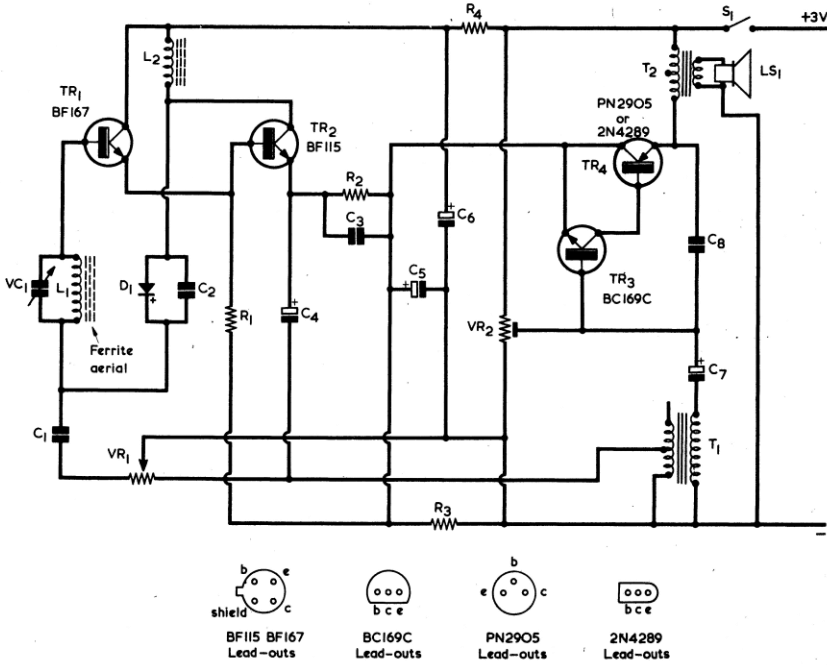 R4
S1
+3V
L2
T2
LS1
TR1
BF167
PN2905
or
2N4289
TR2
BF115
TR4
R2
C3
C6
C8
VC1
L1
D1
+
C2
C5
+
TR3
BC169C
R1
+
C4
VR2
Ferrite
aerial
+
C7
C1
VR1
T1
R3
−
b e
shield c
BF115 BF167
Lead-outs
b c e
BC169C
Lead-outs
b
e c
PN2905
Lead-outs
b c e
2N4289
Lead-outs